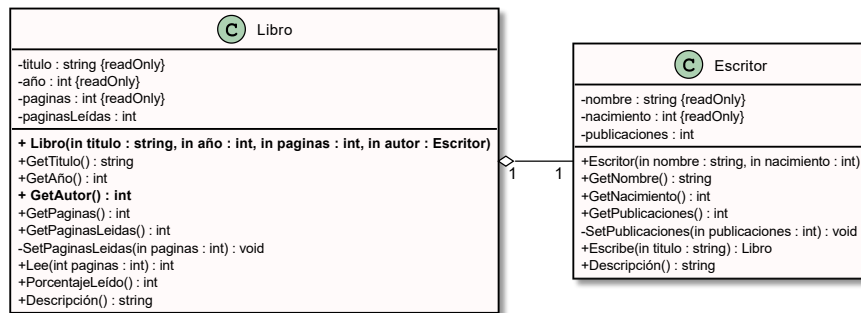 C Libro
-titulo : string {readOnly}
-año : int {readOnly}
-paginas : int {readOnly}
-paginasLeídas : int
+ Libro(in titulo : string, in año : int, in paginas : int, in autor : Escritor)
+GetTitulo() : string
+GetAño() : int
+ GetAutor() : int
+GetPaginas() : int
+GetPaginasLeidas() : int
-SetPaginasLeidas(in paginas : int) : void
+Lee(int paginas : int) : int
+PorcentajeLeído() : int
+Descripción() : string
1 1
C Escritor
-nombre : string {readOnly}
-nacimiento : int {readOnly}
-publicaciones : int
+Escritor(in nombre : string, in nacimiento : int)
+GetNombre() : string
+GetNacimiento() : int
+GetPublicaciones() : int
-SetPublicaciones(in publicaciones : int) : void
+Escribe(in titulo : string) : Libro
+Descripción() : string